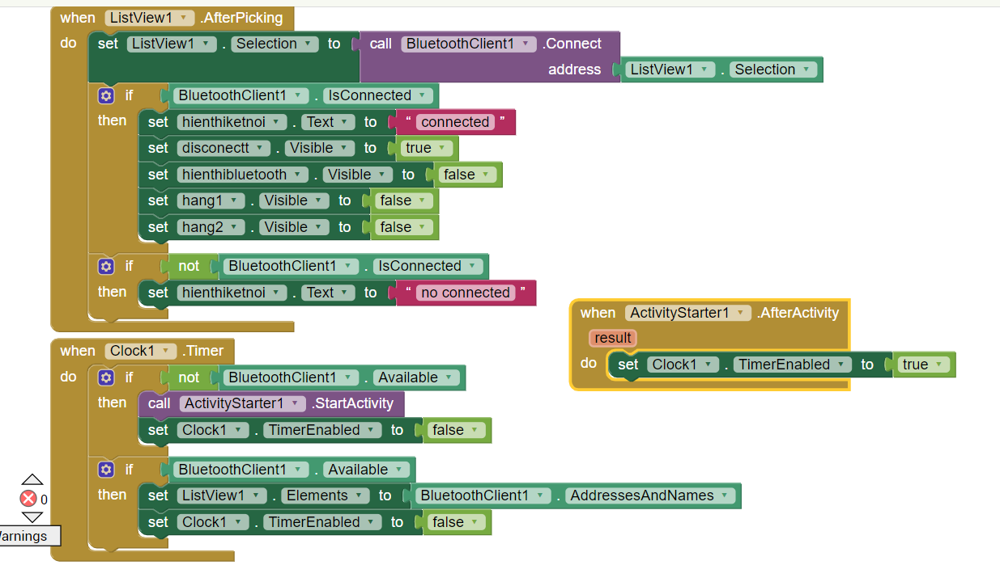 when ListView1 .AfterPicking
do set ListView1 . Selection to call BluetoothClient1 .Connect
address ListView1 . Selection
if BluetoothClient1 . IsConnected
then set hienthiketnoi . Text to " connected "
set disconectt . Visible to true
set hienthibluetooth . Visible to false
set hang1 . Visible to false
set hang2 . Visible to false
if not BluetoothClient1 . IsConnected
then set hienthiketnoi . Text to " no connected "
when Clock1 .Timer
do if not BluetoothClient1 . Available
then call ActivityStarter1 .StartActivity
set Clock1 . TimerEnabled to false
if BluetoothClient1 . Available
then set ListView1 . Elements to BluetoothClient1 . AddressesAndNames
set Clock1 . TimerEnabled to false
when ActivityStarter1 .AfterActivity
result
do set Clock1 . TimerEnabled to true
0
arnings